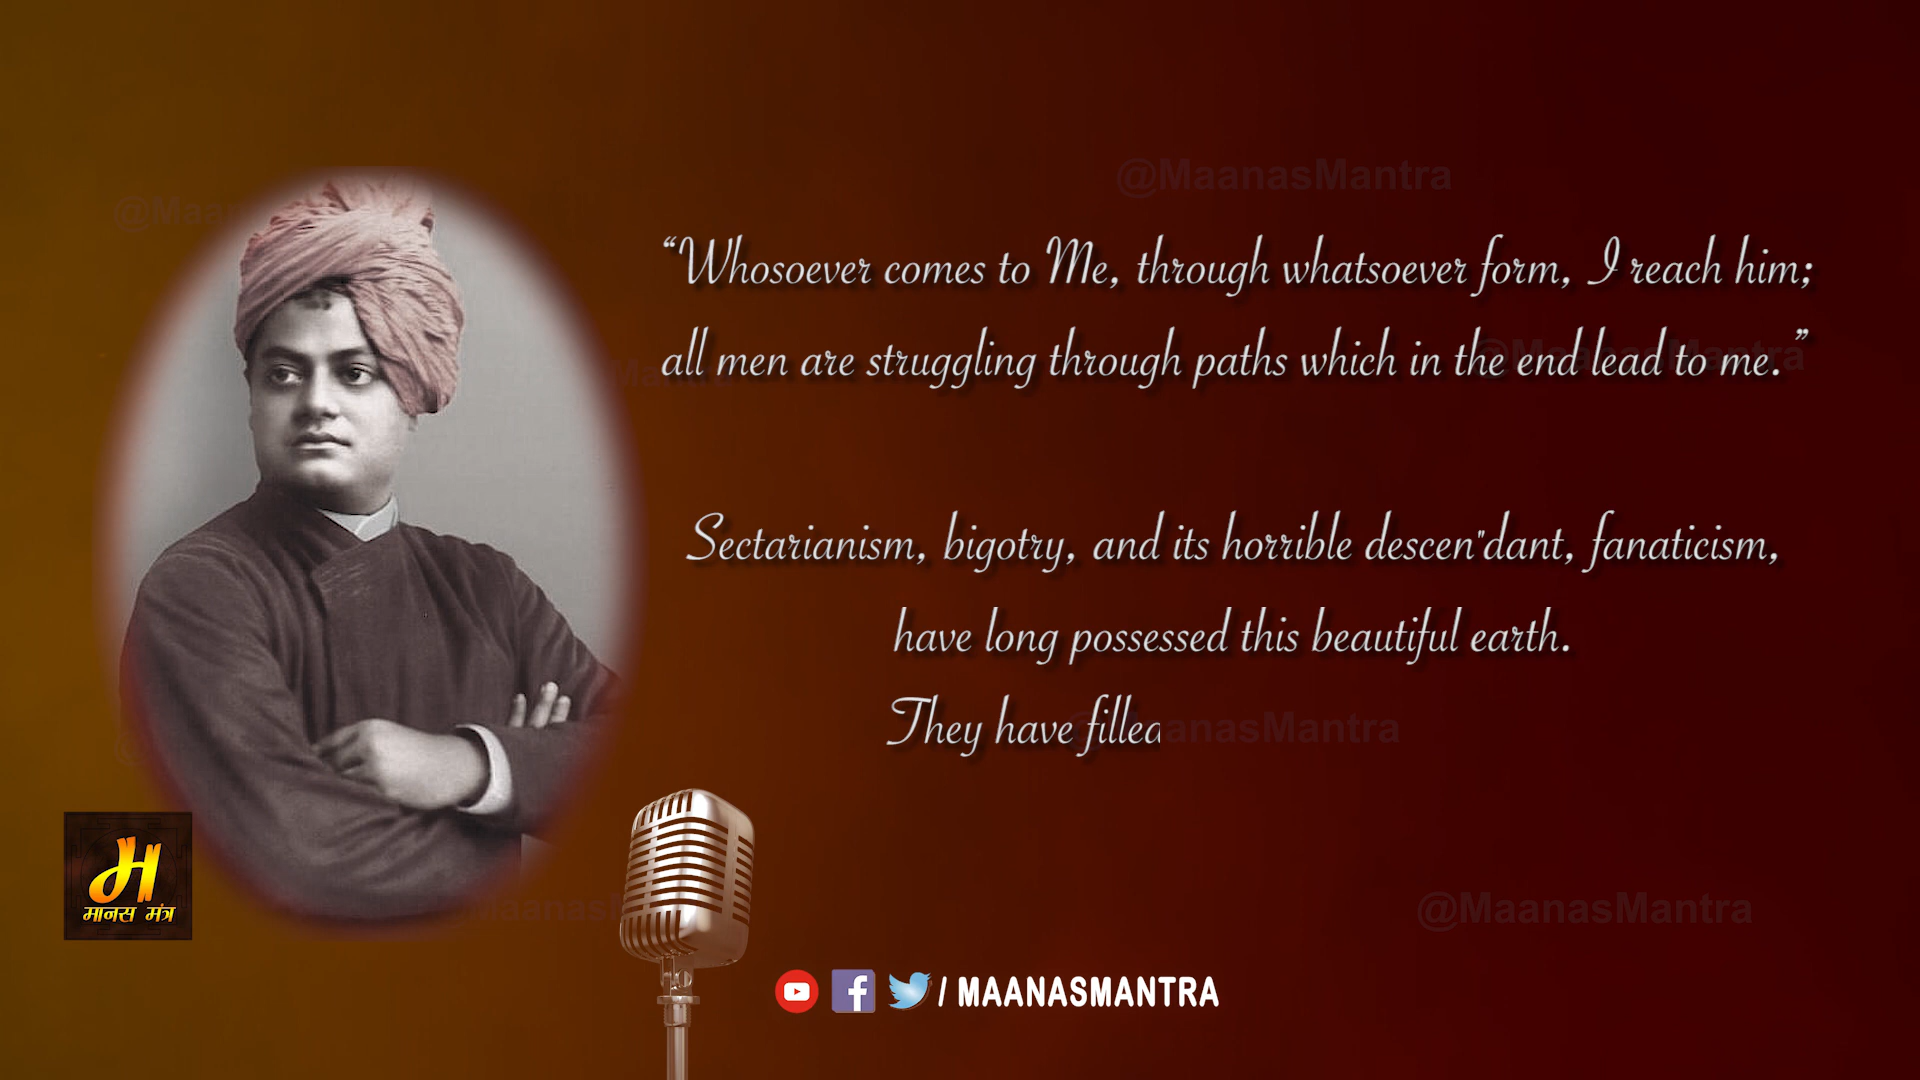 @MaanasMantra
“Whosoever comes to Me, through whatsoever form, I reach him;
all men are struggling through paths which in the end lead to me.”
@MaanasMantra
Sectarianism, bigotry, and its horrible descen"dant, fanaticism,
have long possessed this beautiful earth.
They have filled
@MaanasMantra
मानस मंत्र
@MaanasMantra
/ MAANASMANTRA